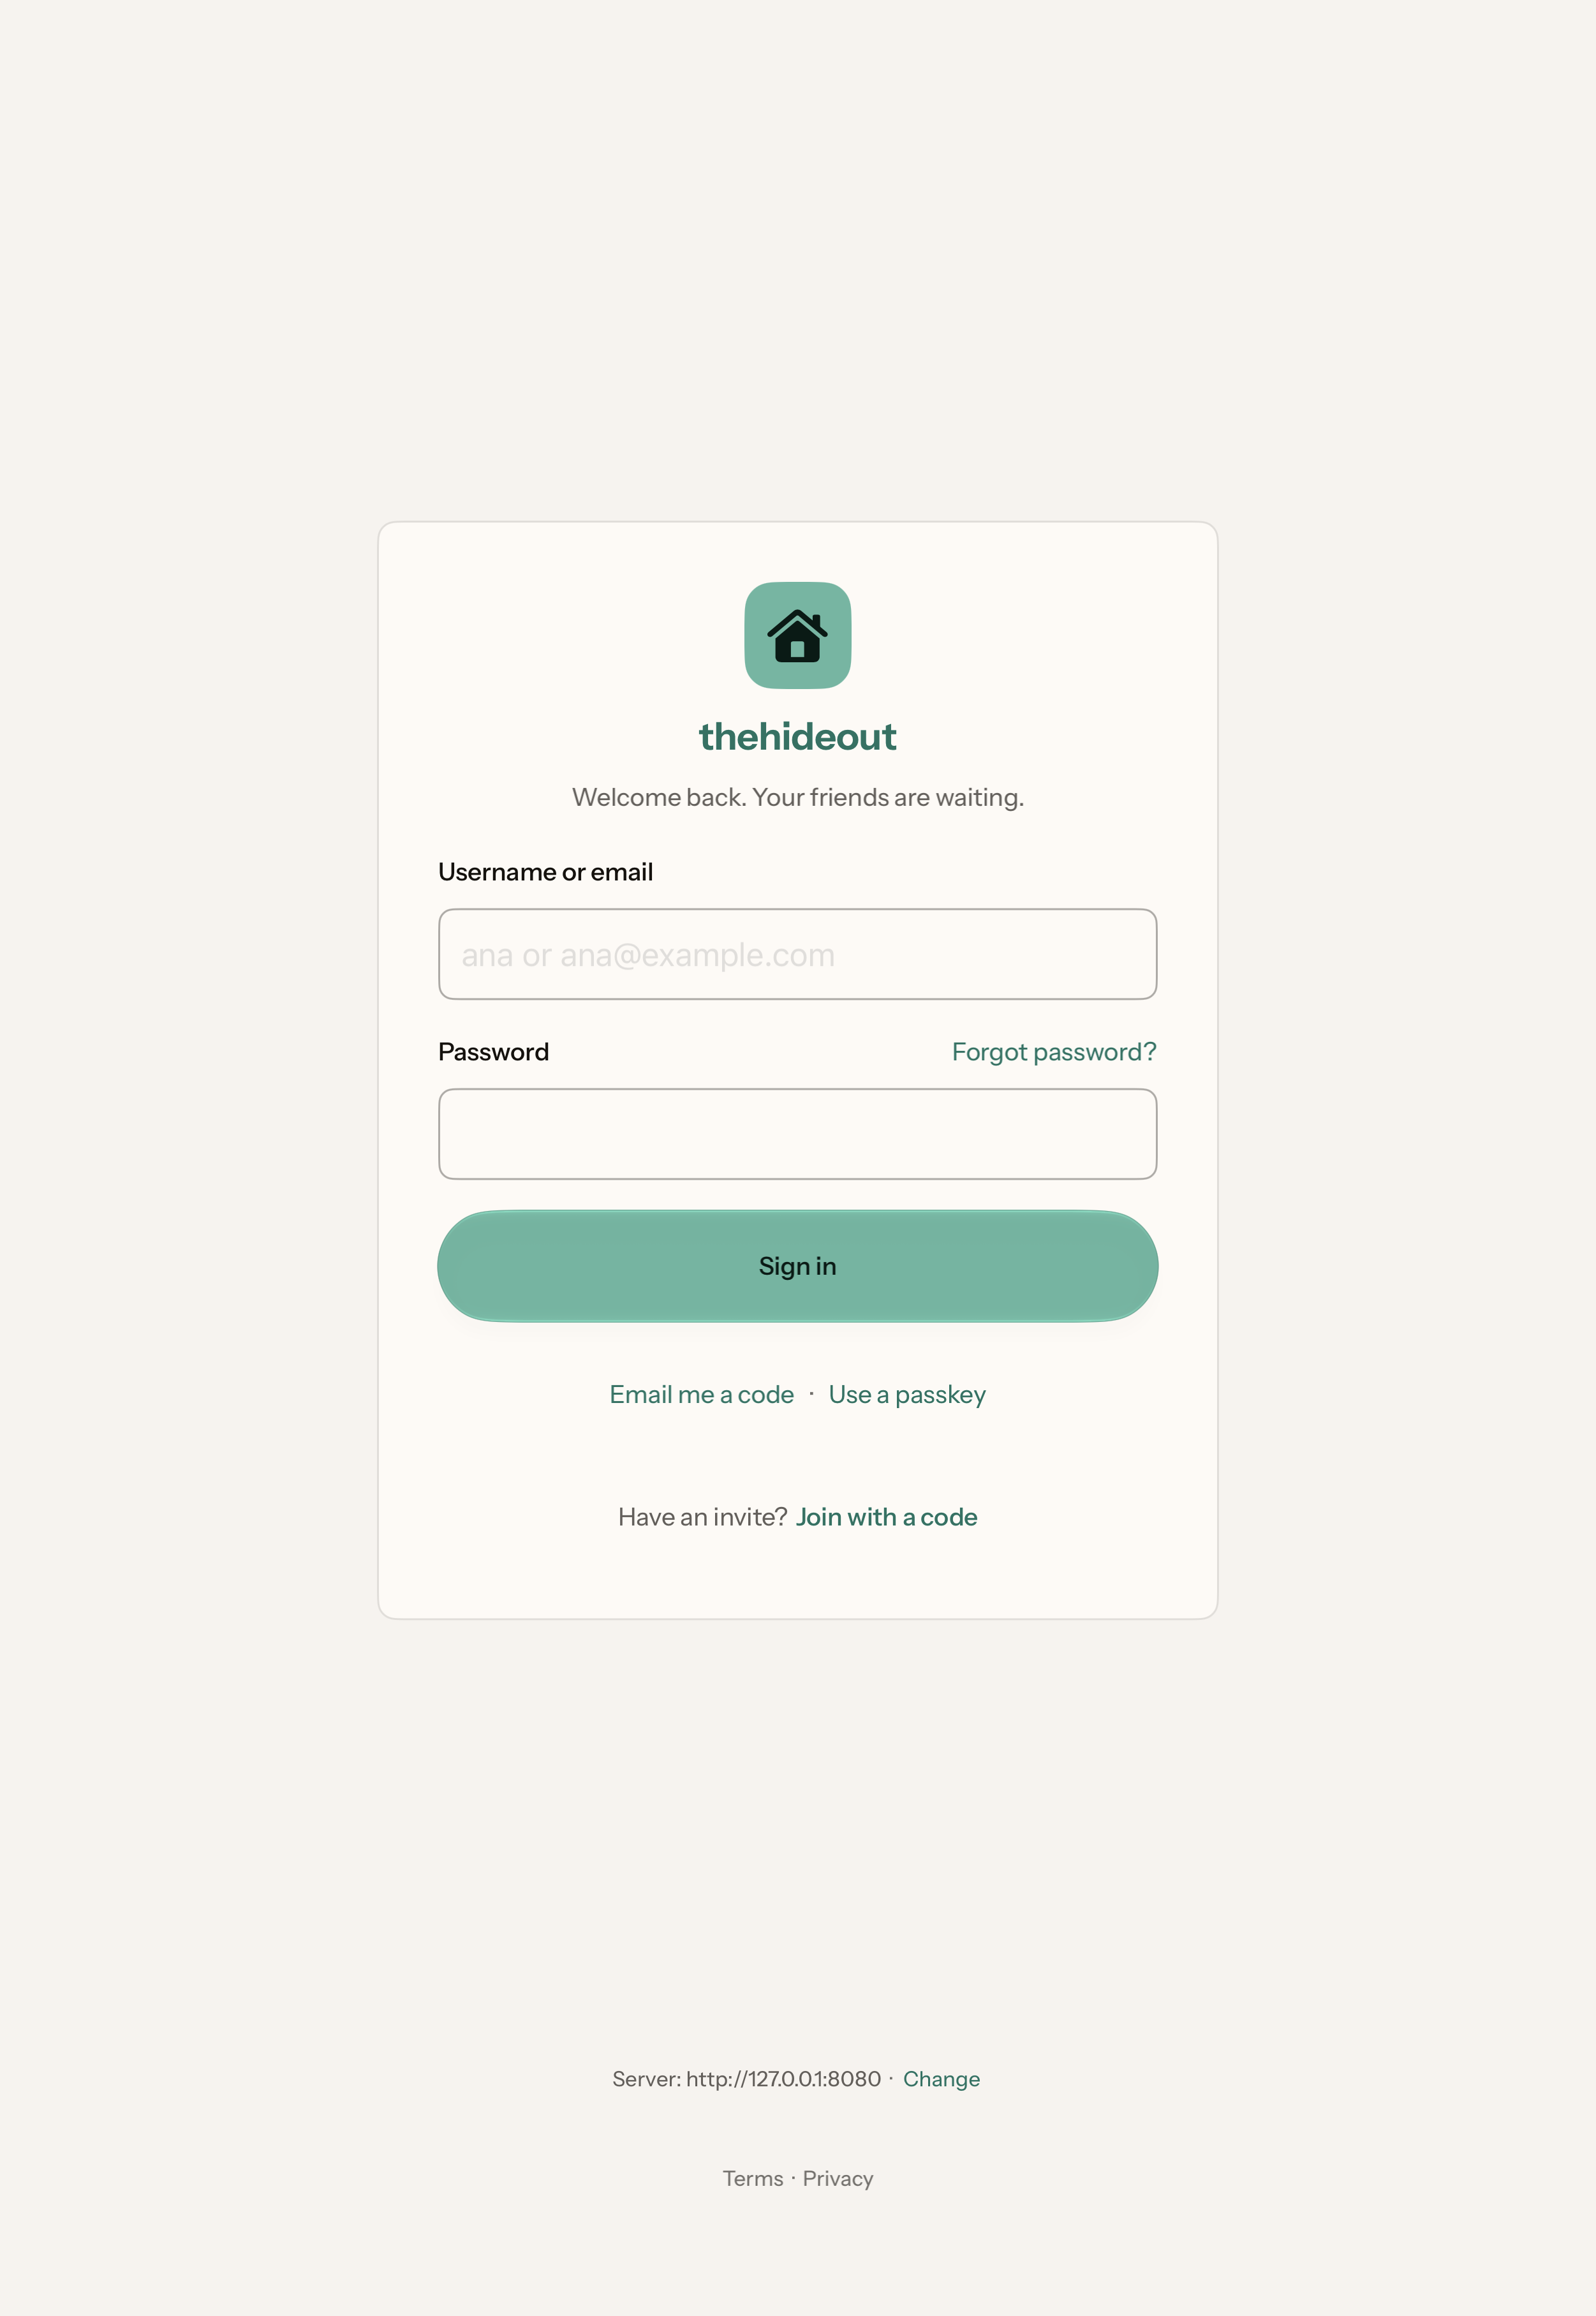 thehideout
Welcome back. Your friends are waiting.
Username or email
ana or ana@example.com
Password
Forgot password?
Sign in
Email me a code · Use a passkey
Have an invite? Join with a code
Server: http://127.0.0.1:8080 · Change
Terms · Privacy